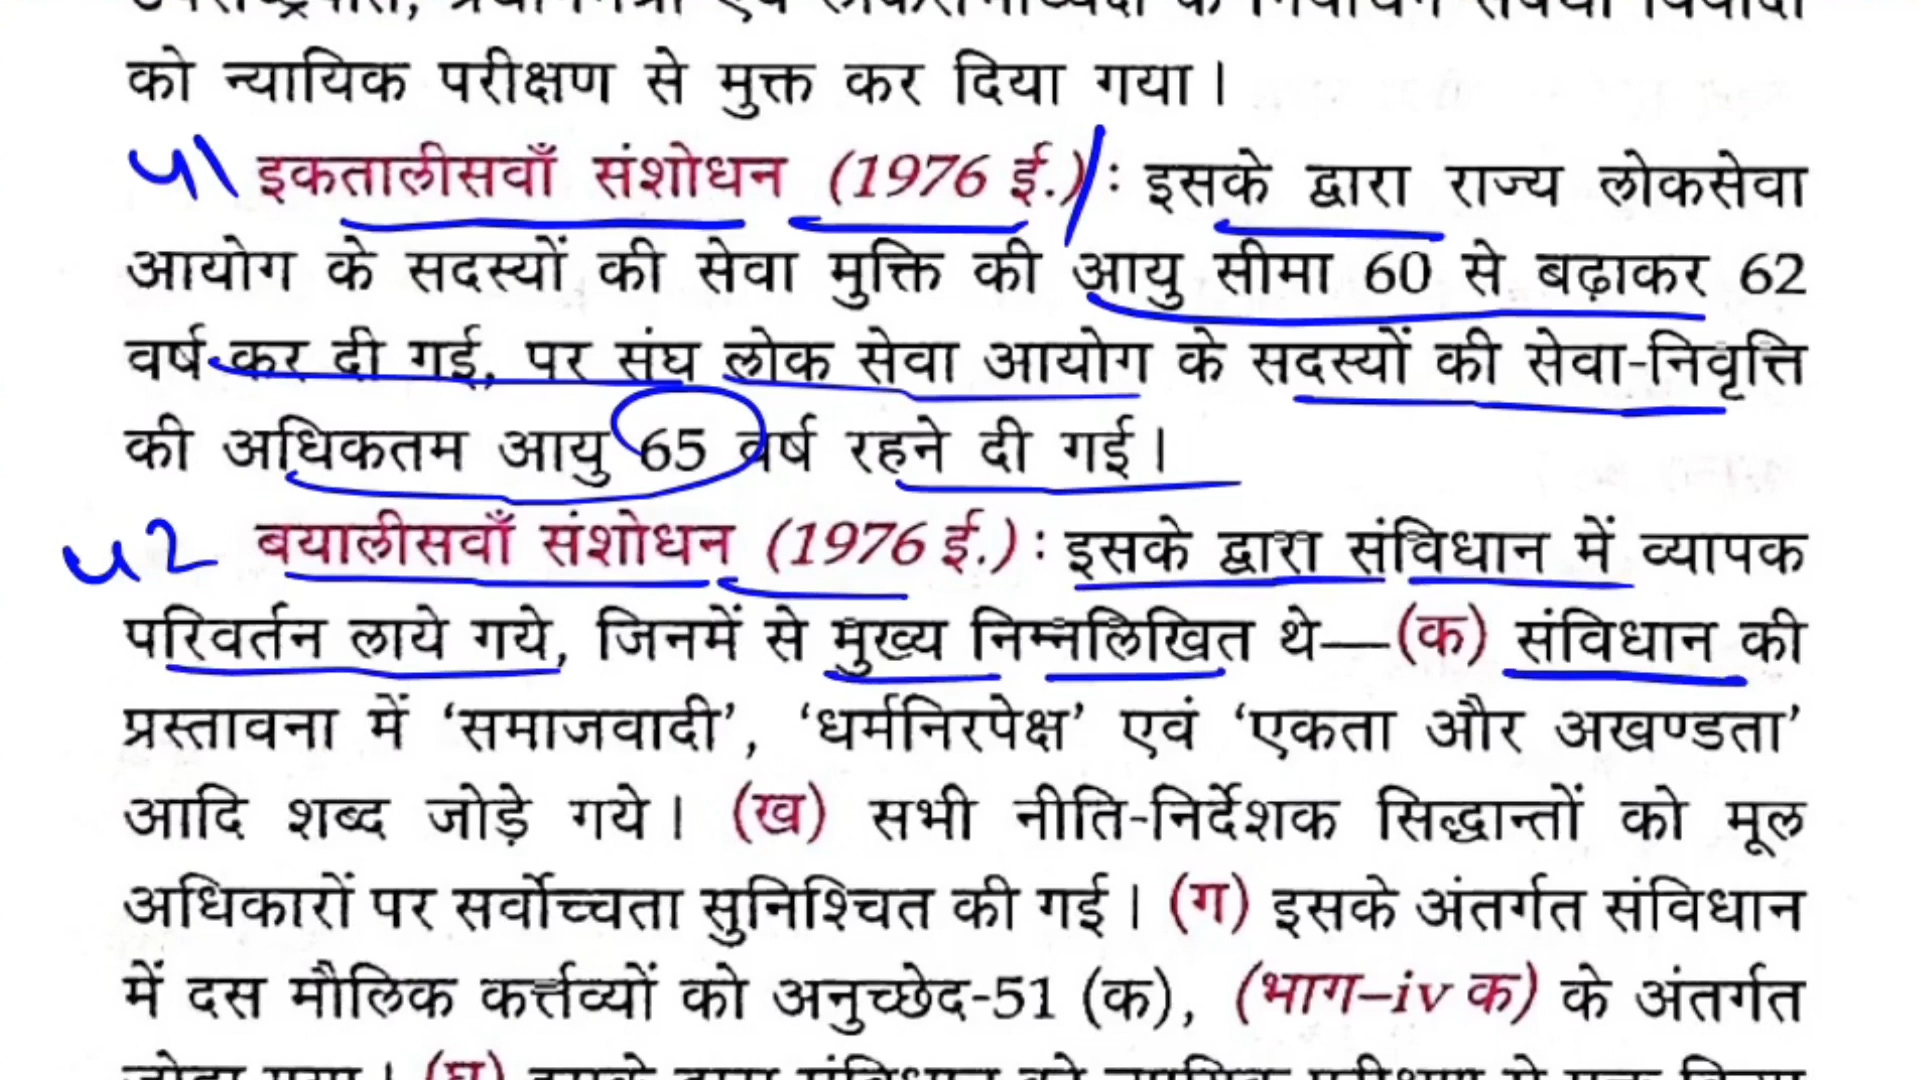 को न्यायिक परीक्षण से मुक्त कर दिया गया।
41 इकतालीसवाँ संशोधन (1976 ई.) : इसके द्वारा राज्य लोकसेवा
आयोग के सदस्यों की सेवा मुक्ति की आयु सीमा 60 से बढ़ाकर 62
वर्ष कर दी गई, पर संघ लोक सेवा आयोग के सदस्यों की सेवा-निवृत्ति
की अधिकतम आयु 65 वर्ष रहने दी गई।
42 बयालीसवाँ संशोधन (1976 ई.) : इसके द्वारा संविधान में व्यापक
परिवर्तन लाये गये, जिनमें से मुख्य निम्नलिखित थे—(क) संविधान की
प्रस्तावना में ‘समाजवादी’, ‘धर्मनिरपेक्ष’ एवं ‘एकता और अखण्डता’
आदि शब्द जोड़े गये। (ख) सभी नीति-निर्देशक सिद्धान्तों को मूल
अधिकारों पर सर्वोच्चता सुनिश्चित की गई। (ग) इसके अंतर्गत संविधान
में दस मौलिक कर्त्तव्यों को अनुच्छेद-51 (क), (भाग-iv क) के अंतर्गत